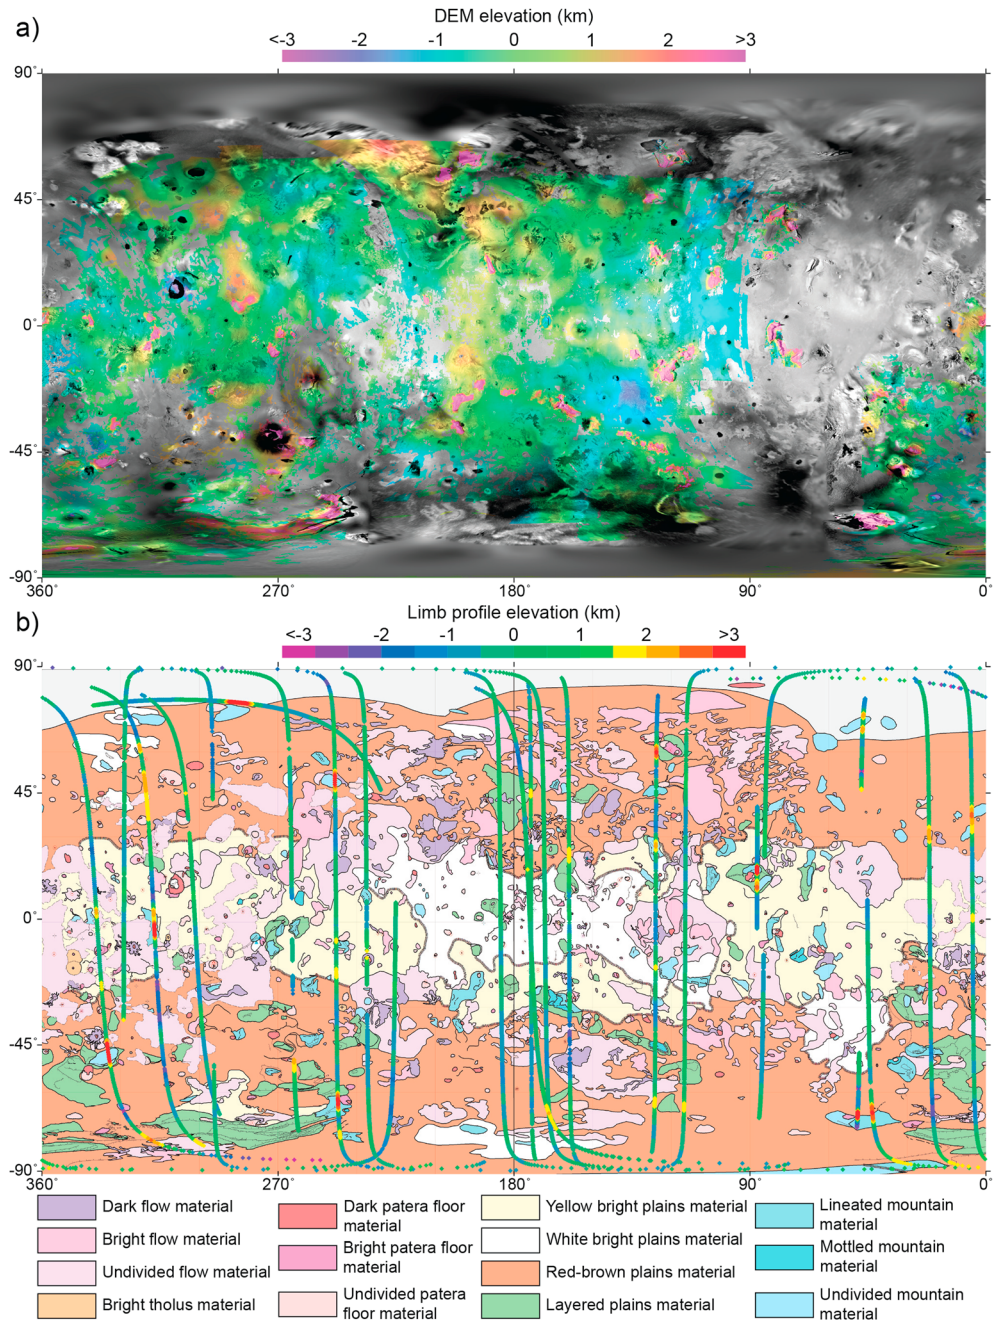 a)
DEM elevation (km)
<-3 -2 -1 0 1 2 >3
90°
45°
0°
-45°
-90°
360° 270° 180° 90° 0°
b)
Limb profile elevation (km)
<-3 -2 -1 0 1 2 >3
90°
45°
0°
-45°
-90°
360° 270° 180° 90° 0°
Dark flow material
Bright flow material
Undivided flow material
Bright tholus material
Dark patera floor
material
Bright patera floor
material
Undivided patera
floor material
Yellow bright plains material
White bright plains material
Red-brown plains material
Layered plains material
Lineated mountain
material
Mottled mountain
material
Undivided mountain
material